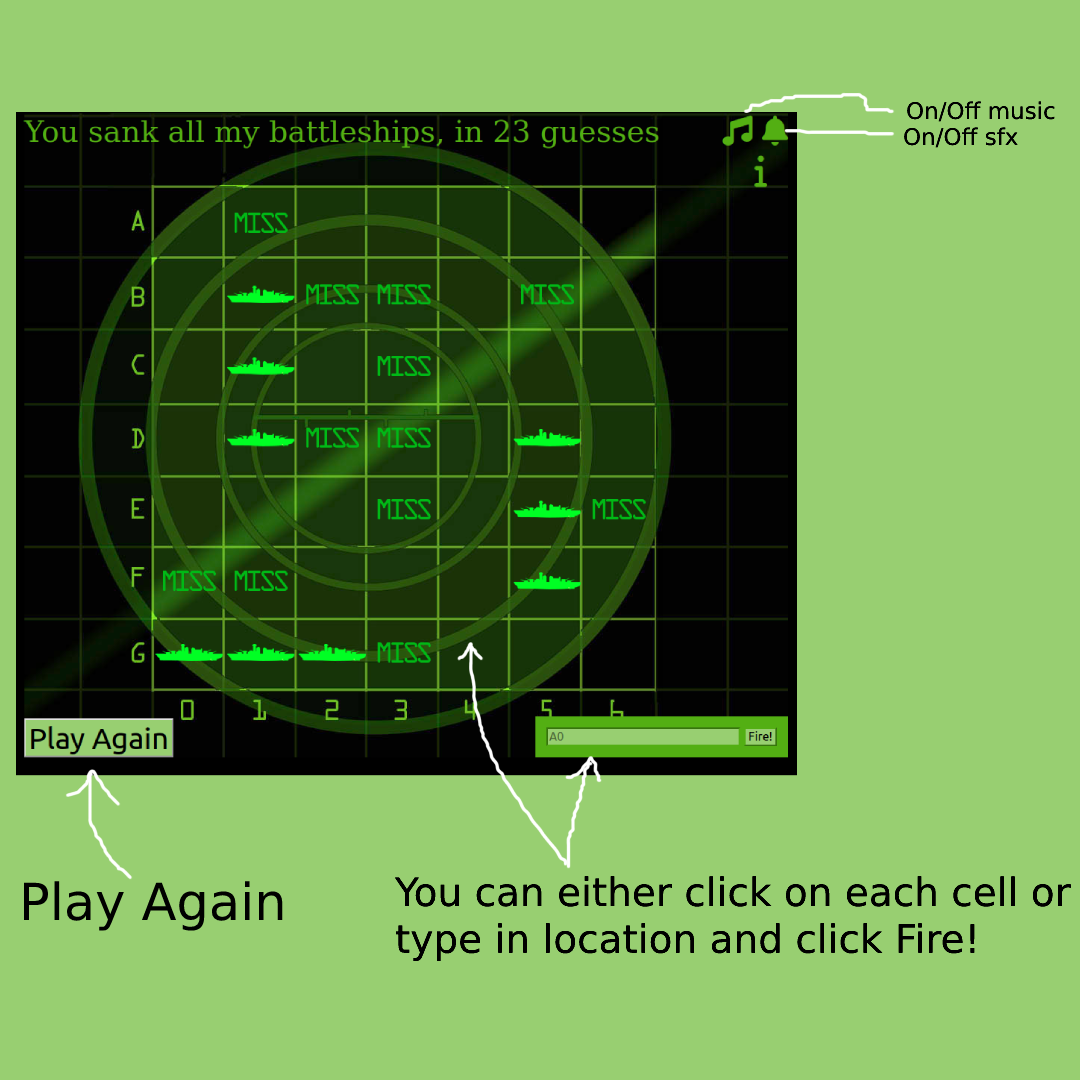 On/Off music
You sank all my battleships, in 23 guesses
On/Off sfx
i
A MISS
B MISS MISS MISS
C MISS
D MISS MISS
E MISS MISS
F MISS MISS
G MISS
0 1 2 3 4 5 6
Play Again
A0 Fire!
Play Again
You can either click on each cell or
type in location and click Fire!